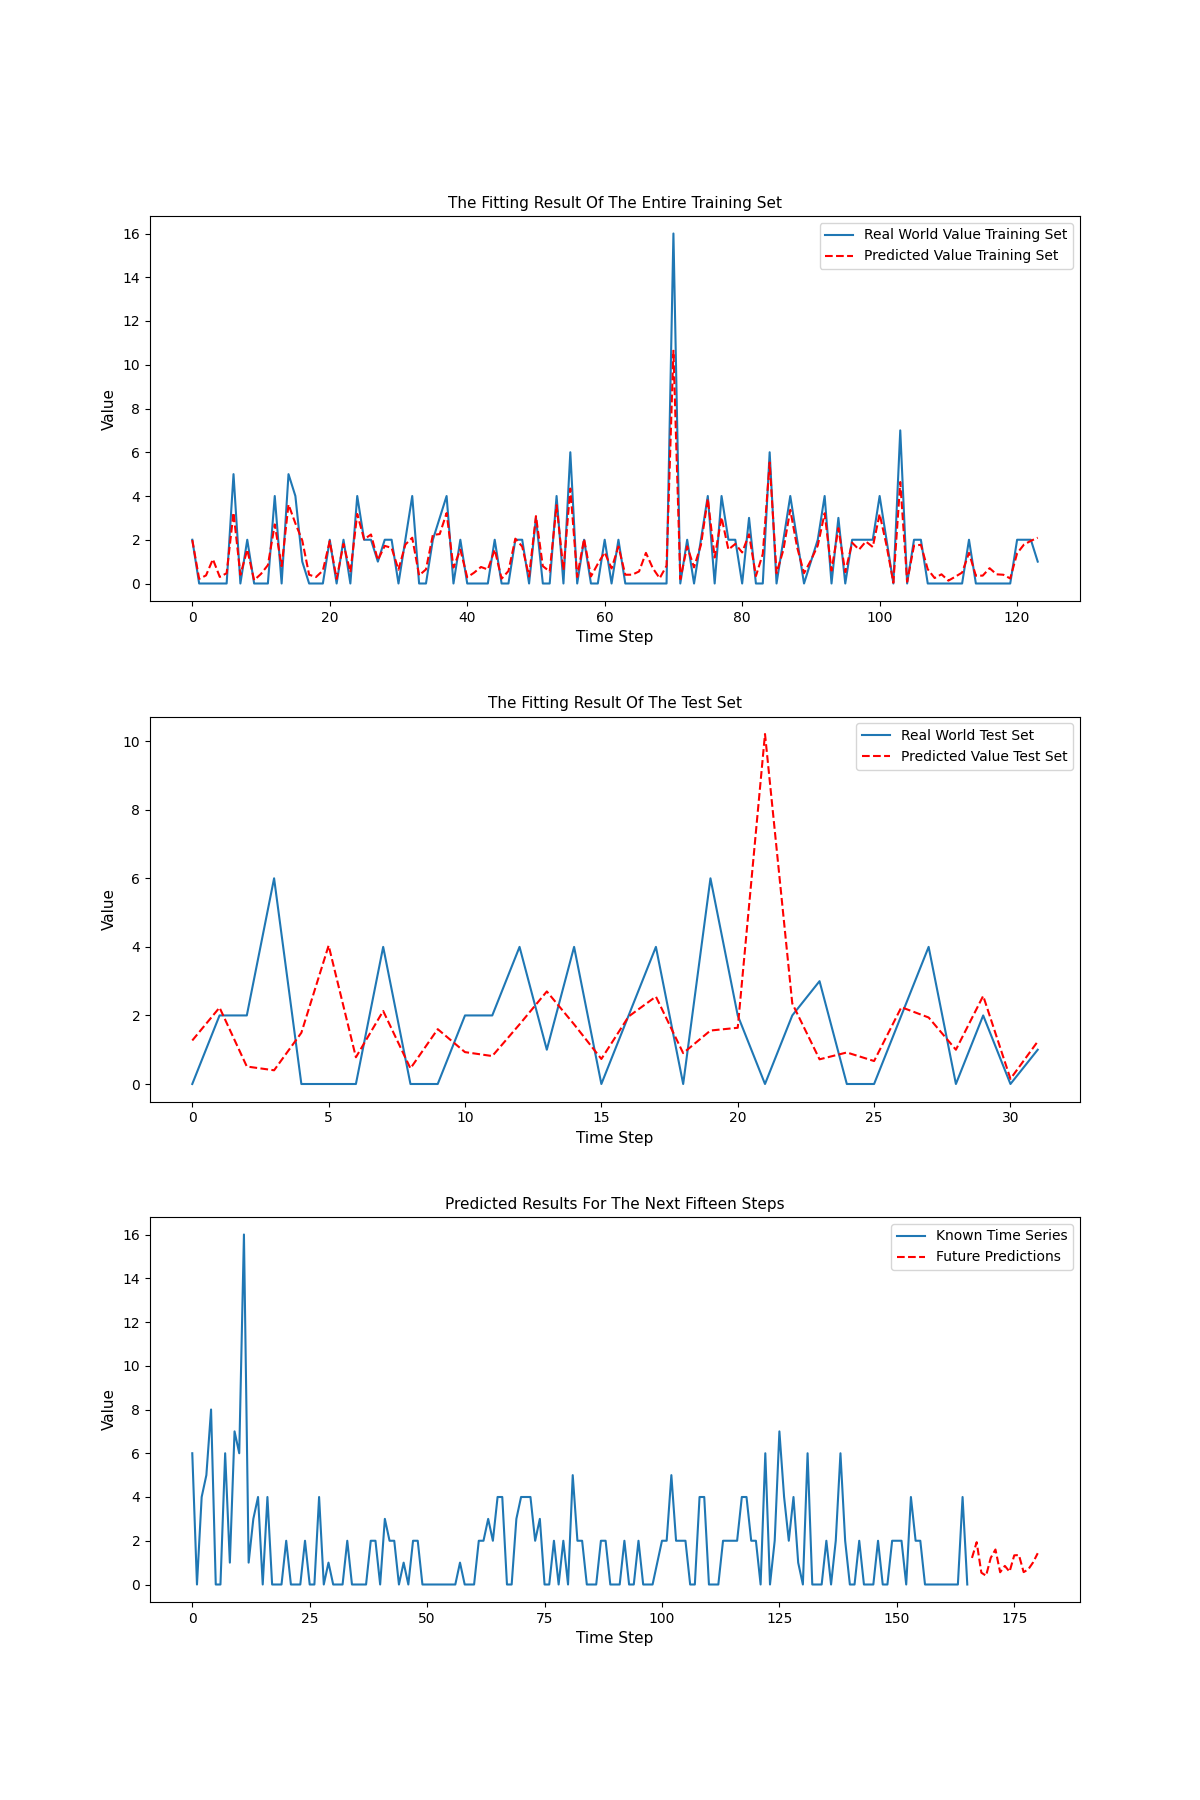 The Fitting Result Of The Entire Training Set
16
14
12
10
8
6
4
2
0
Value
Real World Value Training Set
Predicted Value Training Set
0 20 40 60 80 100 120
Time Step
The Fitting Result Of The Test Set
10
8
6
4
2
0
Value
Real World Test Set
Predicted Value Test Set
0 5 10 15 20 25 30
Time Step
Predicted Results For The Next Fifteen Steps
16
14
12
10
8
6
4
2
0
Value
Known Time Series
Future Predictions
0 25 50 75 100 125 150 175
Time Step